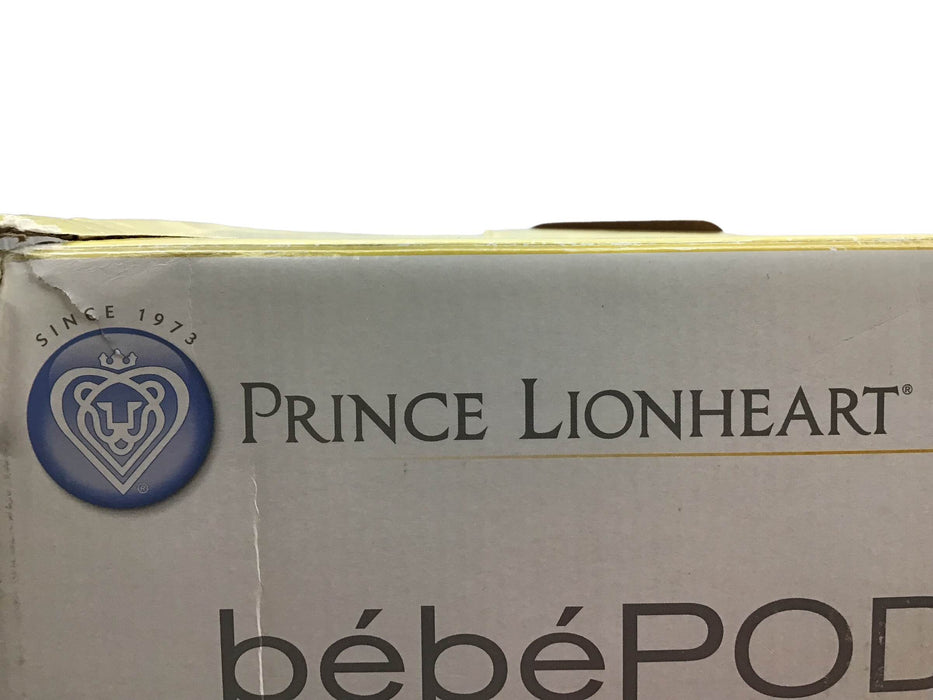 SINCE 1973
PRINCE LIONHEART®
®
bébéPOD